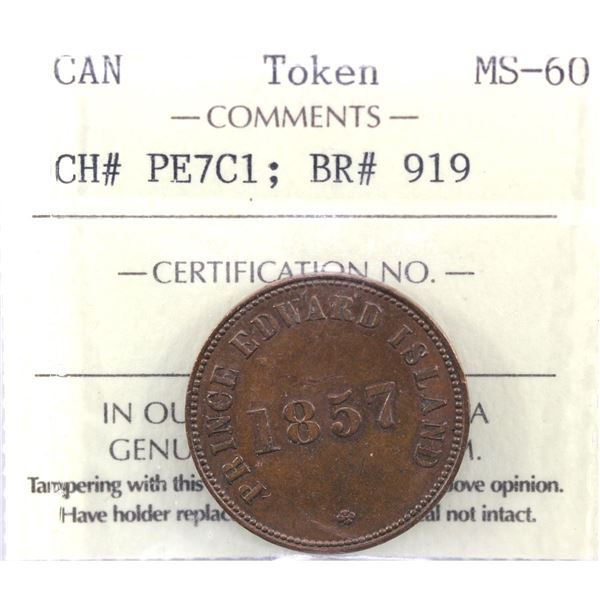 CAN Token MS-60
— COMMENTS —
CH# PE7C1; BR# 919
— CERTIFICATION NO. —
PRINCE EDWARD ISLAND
1857
IN OU A
GENU M.
Tampering with this ove opinion.
Have holder replac al not intact.